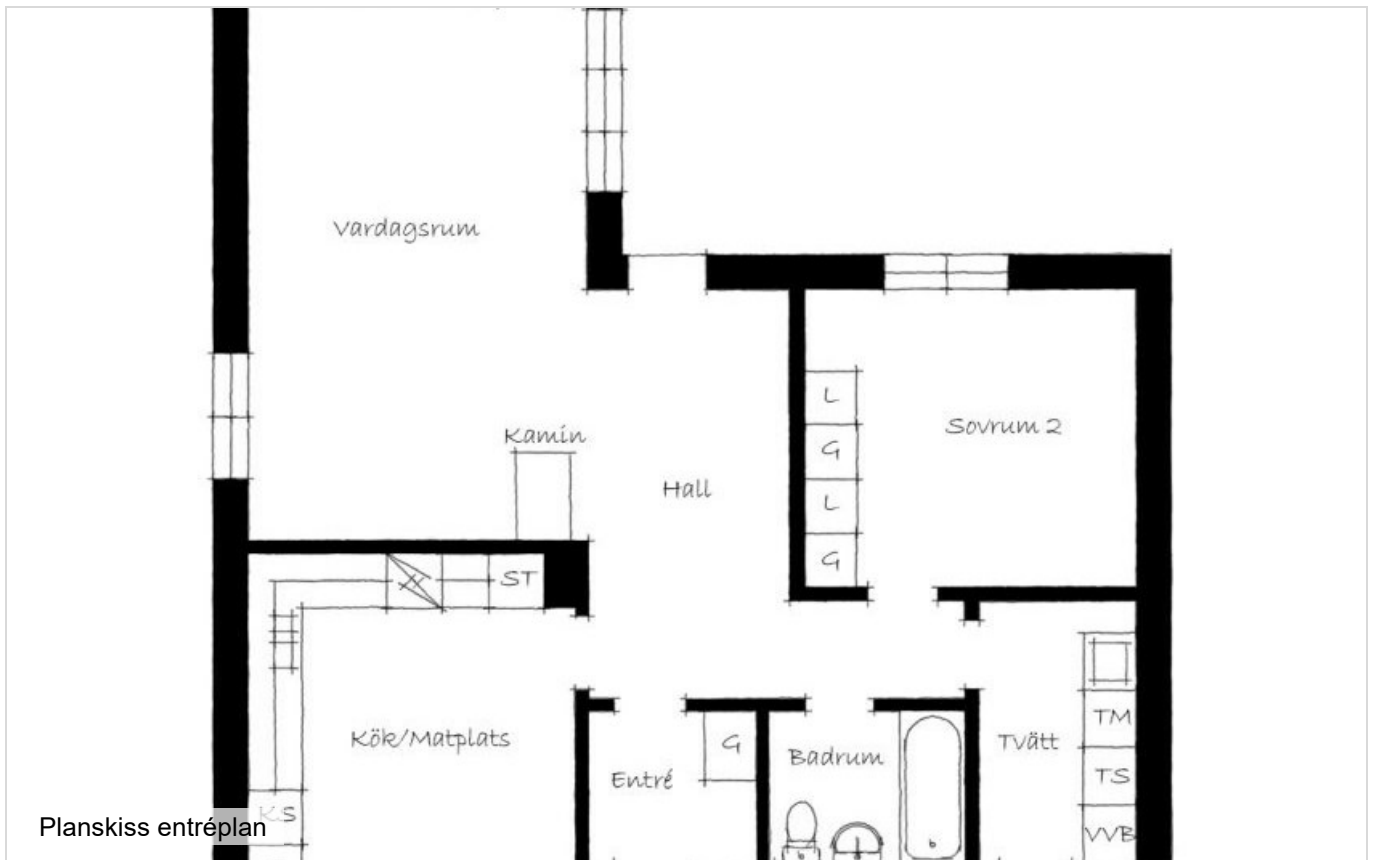 Vardagsrum
L
Sovrum 2
Kamin
G
Hall
L
G
ST
TM
Kök/Matplats
G
Tvätt
Badrum
Entré
TS
KS
Planskiss entréplan
VVB